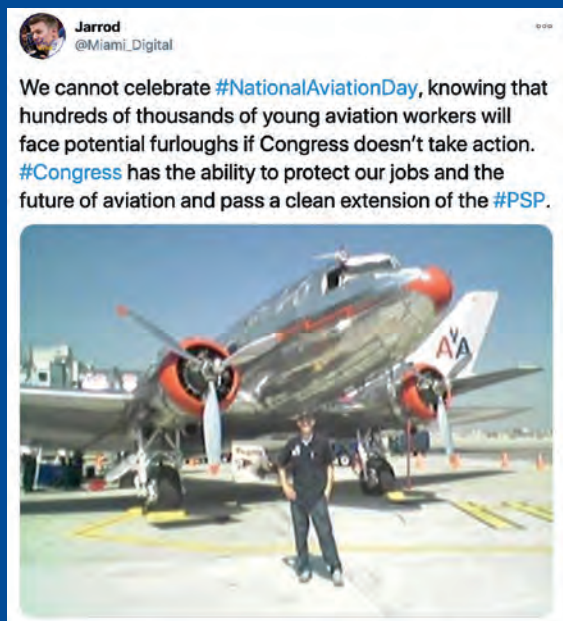 Jarrod
@Miami_Digital
We cannot celebrate #NationalAviationDay, knowing that
hundreds of thousands of young aviation workers will
face potential furloughs if Congress doesn’t take action.
#Congress has the ability to protect our jobs and the
future of aviation and pass a clean extension of the #PSP.
AA